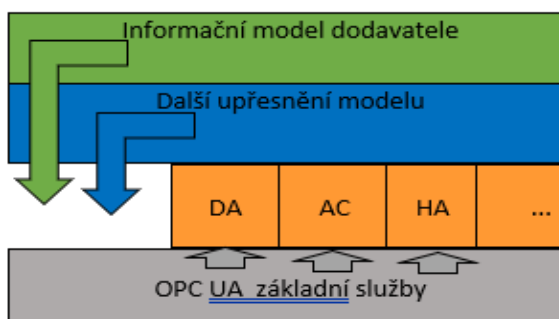 Informační model dodavatele
Další upřesnění modelu
DA AC HA ...
OPC UA základní služby